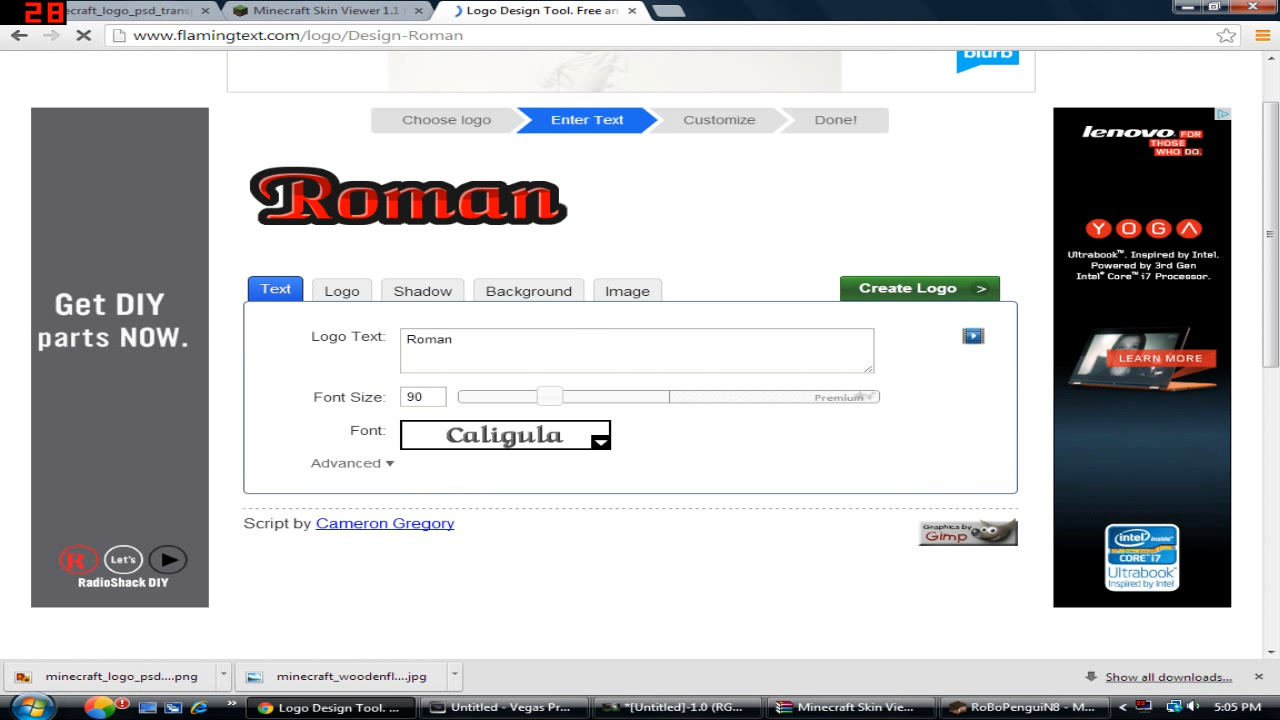 28
ecraft_logo_psd_trans
Minecraft Skin Viewer 1.1
Logo Design Tool. Free an
www.flamingtext.com/logo/Design-Roman
blurb
Choose logo
Enter Text
Customize
Done!
Roman
Text
Logo
Shadow
Background
Image
Create Logo >
Logo Text:
Roman
Font Size:
90
Premium
Font:
Caligula
Advanced
Script by Cameron Gregory
Graphics by
Gimp
Get DIY
parts NOW.
R
Let's
RadioShack DIY
lenovo FOR
THOSE
WHO DO.
YOGA
Ultrabook™. Inspired by Intel.
Powered by 3rd Gen
Intel® Core™ i7 Processor.
LEARN MORE
intel inside™
CORE™ i7
Ultrabook™
Inspired by Intel
minecraft_logo_psd....png
minecraft_woodenfl....jpg
Show all downloads...
Logo Design Tool. ...
Untitled - Vegas Pr...
*[Untitled]-1.0 (RG...
Minecraft Skin Vie...
RoBoPenguiN8 - M...
5:05 PM